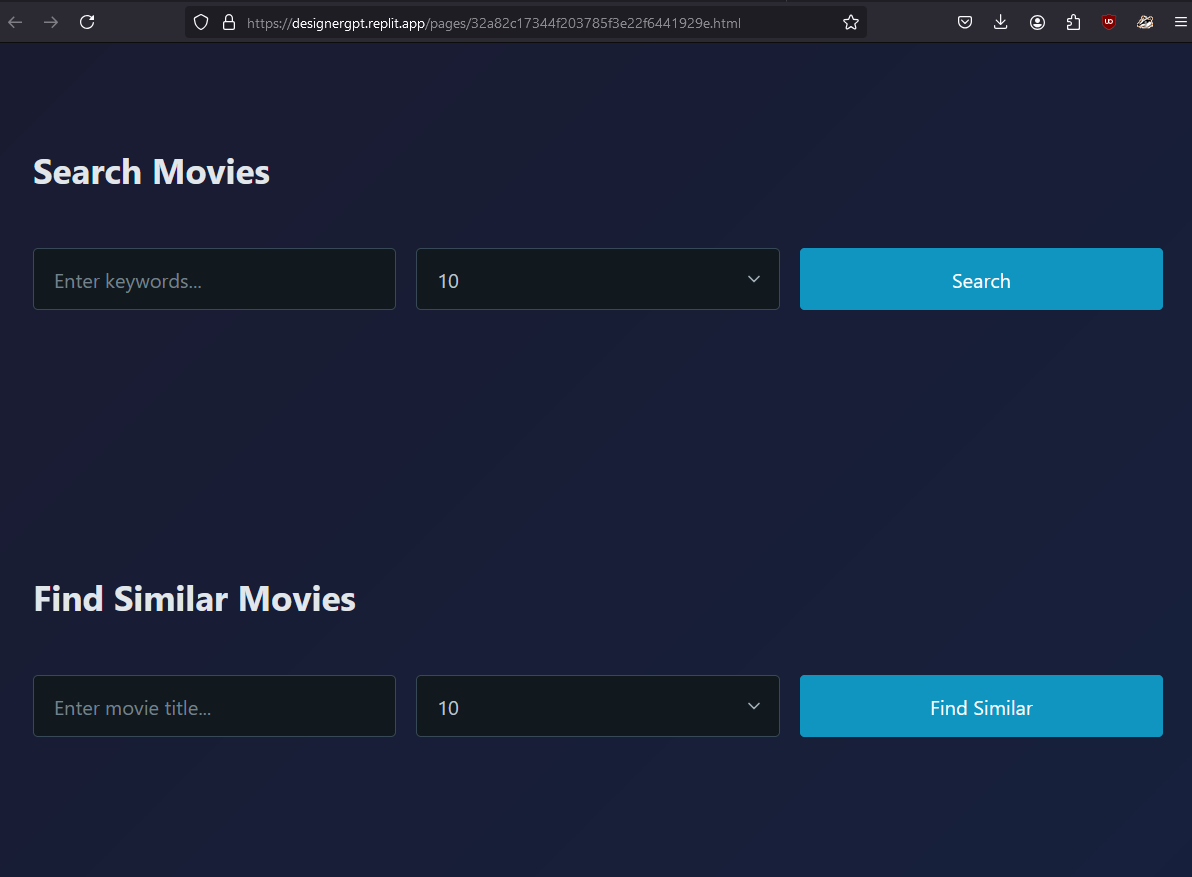 https://designergpt.replit.app/pages/32a82c17344f203785f3e22f6441929e.html
Search Movies
Enter keywords... 10 Search
Find Similar Movies
Enter movie title... 10 Find Similar